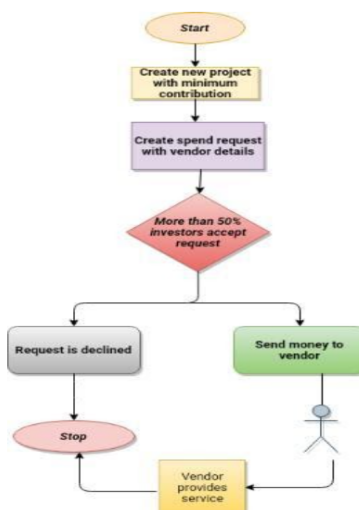 Start
Create new project
with minimum
contribution
Create spend request
with vendor details
More than 50%
investors accept
request
Request is declined
Send money to
vendor
Stop
Vendor
provides
service